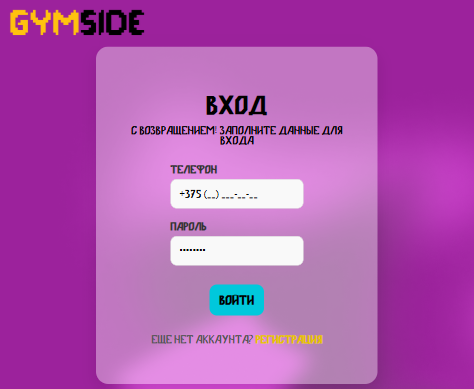 GYMSIDE
ВХОД
С ВОЗВРАЩЕНИЕМ! ЗАПОЛНИТЕ ДАННЫЕ ДЛЯ
ВХОДА
ТЕЛЕФОН
+375 (__) ___-__-__
ПАРОЛЬ
••••••••
ВОЙТИ
ЕЩЕ НЕТ АККАУНТА? РЕГИСТРАЦИЯ